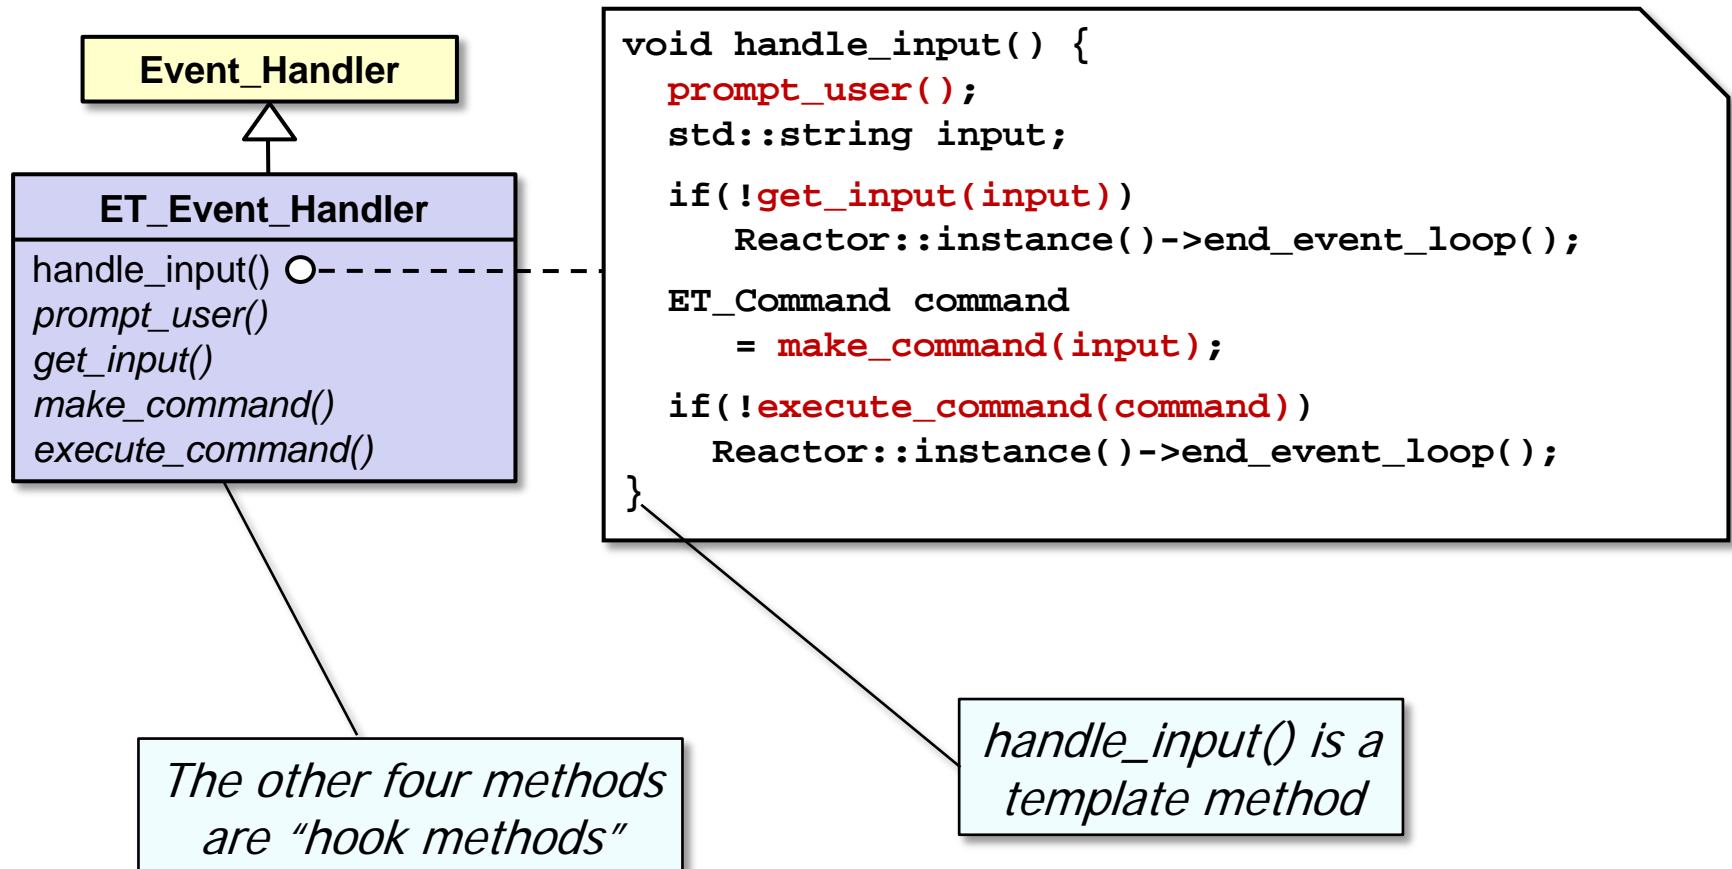 Event_Handler
ET_Event_Handler
handle_input()
prompt_user()
get_input()
make_command()
execute_command()
void handle_input() {
prompt_user();
std::string input;
if(!get_input(input))
Reactor::instance()->end_event_loop();
ET_Command command
= make_command(input);
if(!execute_command(command))
Reactor::instance()->end_event_loop();
}
The other four methods
are “hook methods”
handle_input() is a
template method